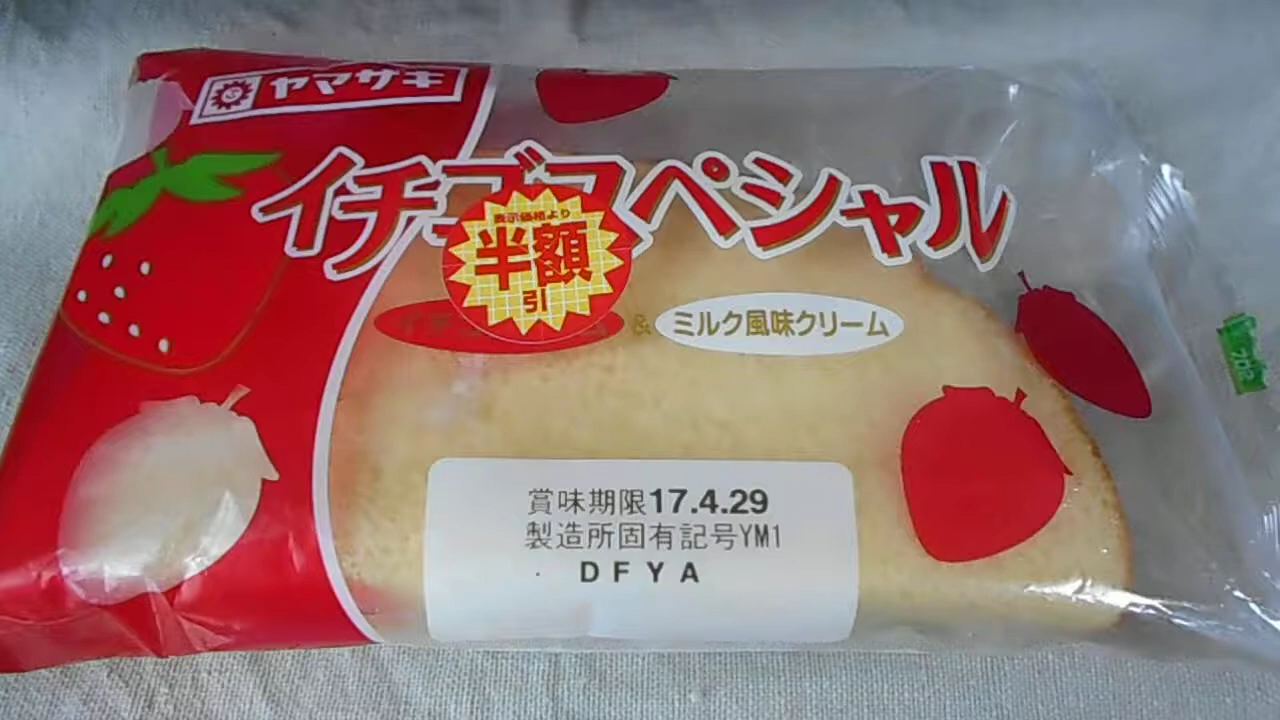 ヤマザキ
イチゴスペシャル
表示価格より
半額
引
& ミルク風味クリーム
賞味期限17.4.29
製造所固有記号YM1
DFYA